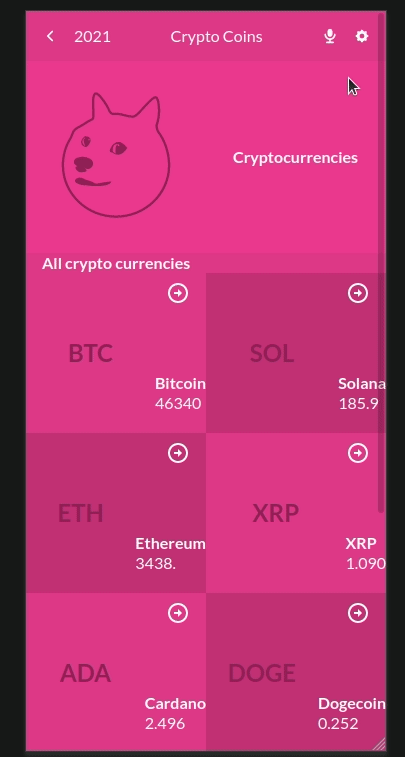 2021 Crypto Coins
Cryptocurrencies
All crypto currencies
BTC
Bitcoin
46340
SOL
Solana
185.9
ETH
Ethereum
3438.
XRP
XRP
1.090
ADA
Cardano
2.496
DOGE
Dogecoin
0.252